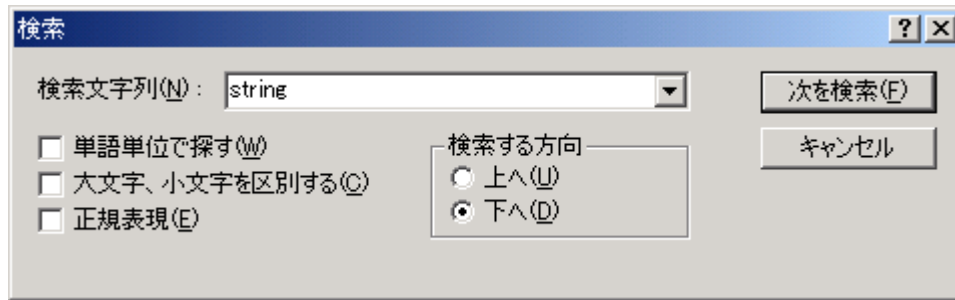 検索
検索文字列(N): string 次を検索(F)
単語単位で探す(W) 検索する方向 キャンセル
大文字、小文字を区別する(C) 上へ(U)
正規表現(E) 下へ(D)